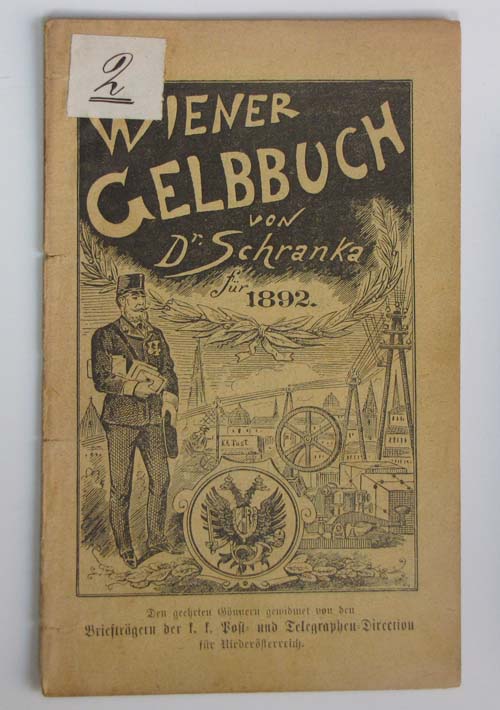 2
WIENER
GELBBUCH
VON
Dr. Schranka
für 1892.
k.k. Post
Den geehrten Gönnern gewidmet von den
Briefträgern der k. k. Post- und Telegraphen-Direction
für Niederösterreich.